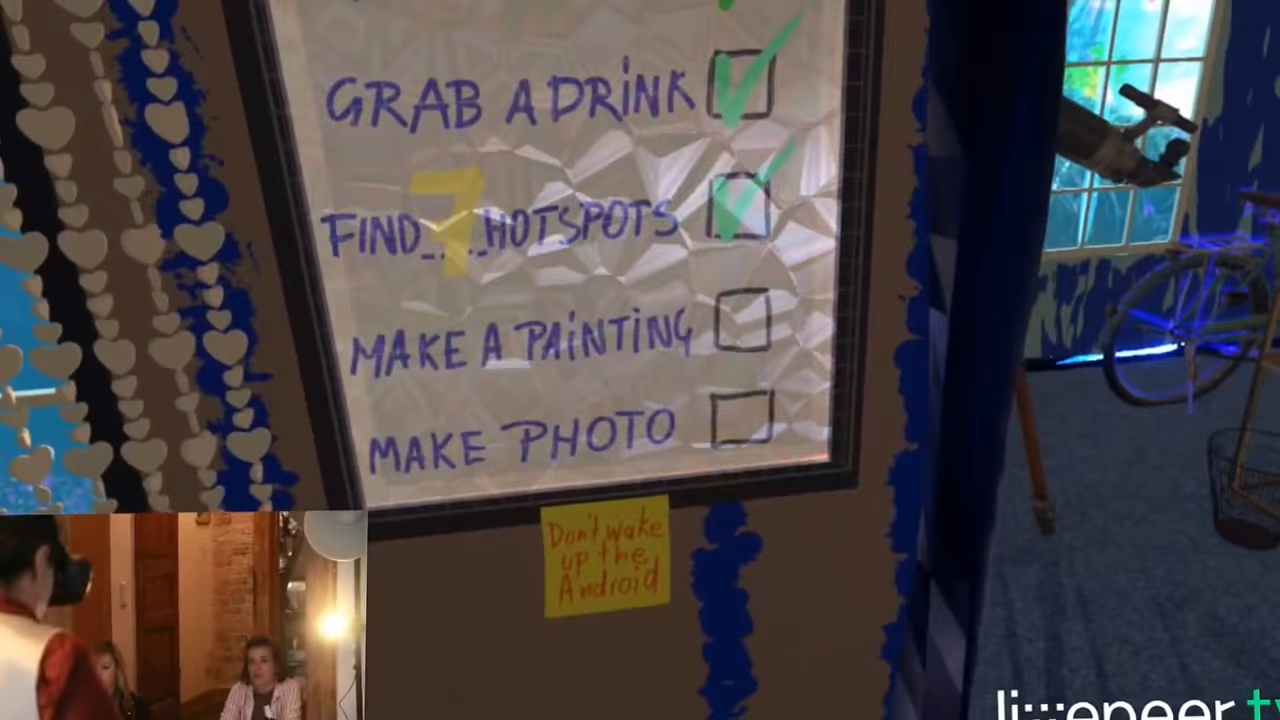 GRAB A DRINK
FIND 7 HOTSPOTS
MAKE A PAINTING
MAKE PHOTO
Don't wake
up the
Android